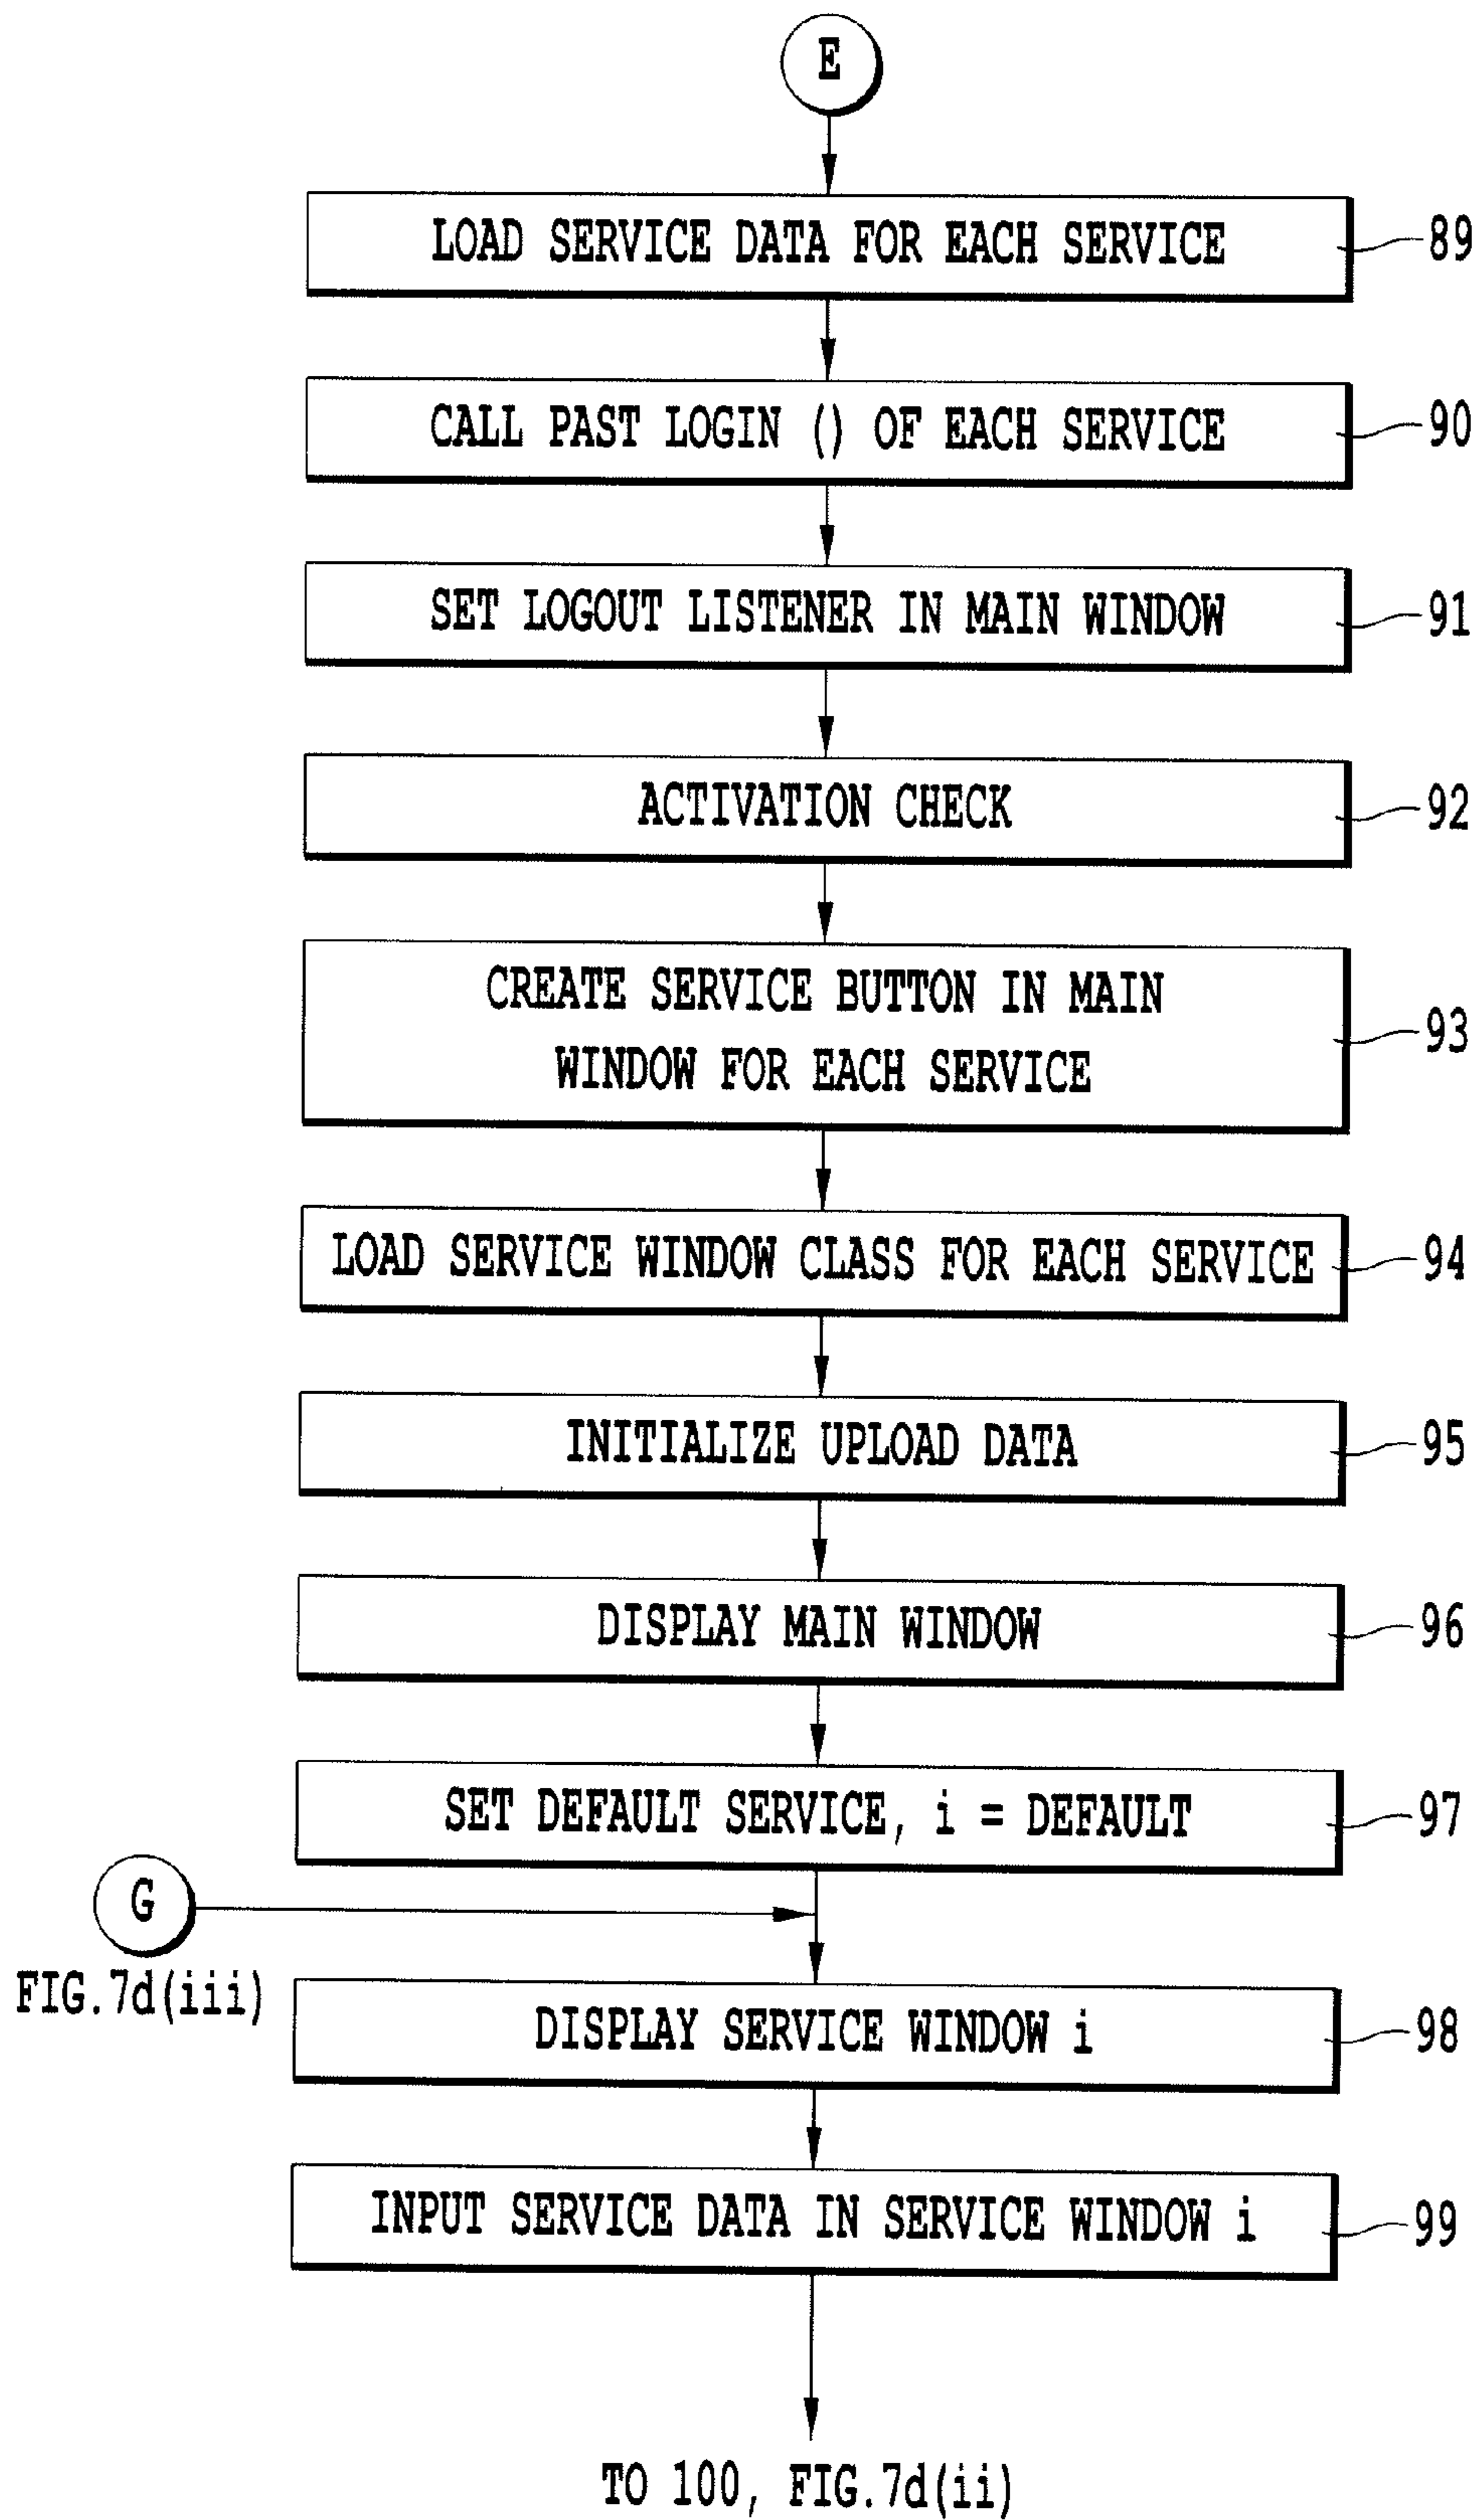 E
LOAD SERVICE DATA FOR EACH SERVICE
89
CALL PAST LOGIN () OF EACH SERVICE
90
SET LOGOUT LISTENER IN MAIN WINDOW
91
ACTIVATION CHECK
92
CREATE SERVICE BUTTON IN MAIN
WINDOW FOR EACH SERVICE
93
LOAD SERVICE WINDOW CLASS FOR EACH SERVICE
94
INITIALIZE UPLOAD DATA
95
DISPLAY MAIN WINDOW
96
SET DEFAULT SERVICE, i = DEFAULT
97
G
FIG.7d(iii)
DISPLAY SERVICE WINDOW i
98
INPUT SERVICE DATA IN SERVICE WINDOW i
99
TO 100, FIG.7d(ii)